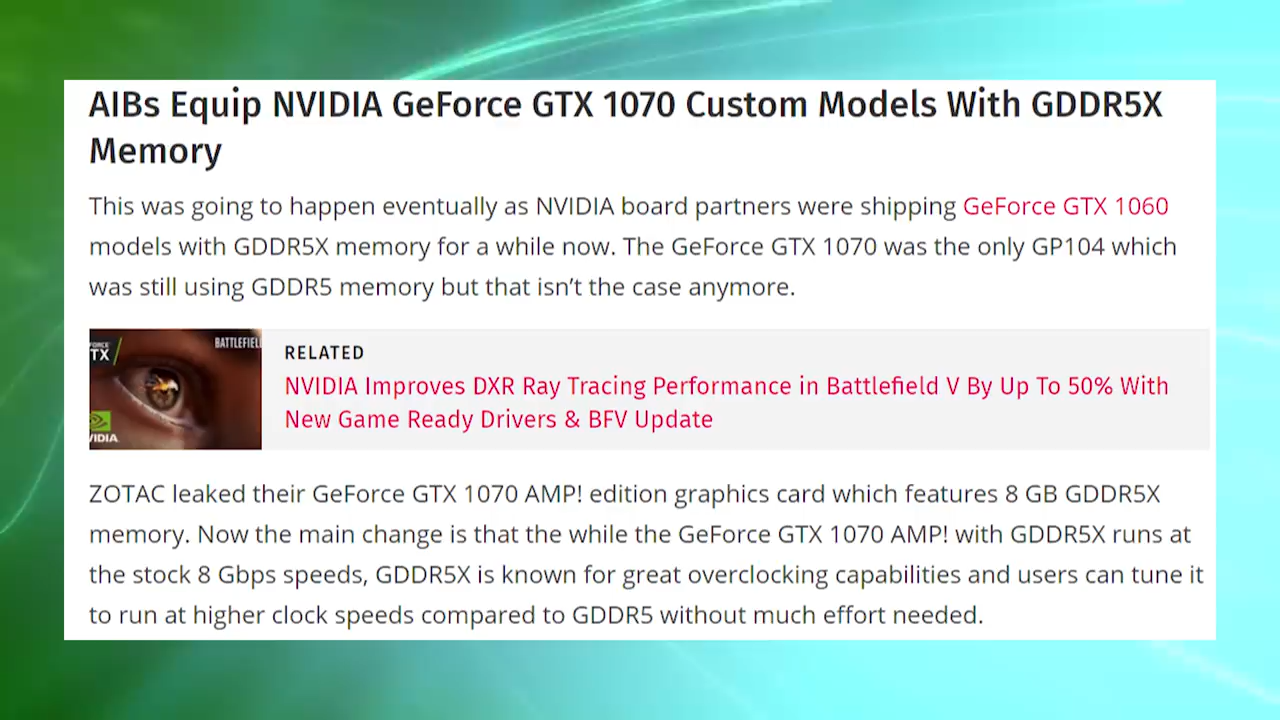 AIBs Equip NVIDIA GeForce GTX 1070 Custom Models With GDDR5X
Memory
This was going to happen eventually as NVIDIA board partners were shipping GeForce GTX 1060
models with GDDR5X memory for a while now. The GeForce GTX 1070 was the only GP104 which
was still using GDDR5 memory but that isn’t the case anymore.
FORCE
TX
BATTLEFIEL
VIDIA
RELATED
NVIDIA Improves DXR Ray Tracing Performance in Battlefield V By Up To 50% With
New Game Ready Drivers & BFV Update
ZOTAC leaked their GeForce GTX 1070 AMP! edition graphics card which features 8 GB GDDR5X
memory. Now the main change is that the while the GeForce GTX 1070 AMP! with GDDR5X runs at
the stock 8 Gbps speeds, GDDR5X is known for great overclocking capabilities and users can tune it
to run at higher clock speeds compared to GDDR5 without much effort needed.